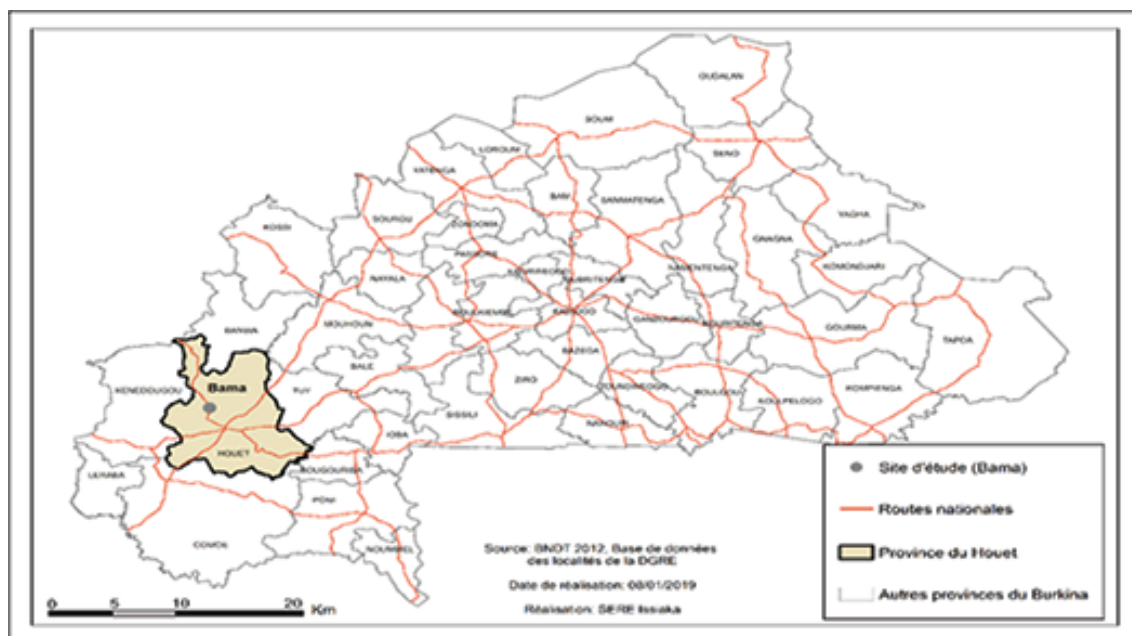 OUDALAN
SOUM
LOROUM
SENO
YATENGA
BAM
SANMATENGA
YAGHA
SOUROU
ZONDOMA
KOSSI
GNAGNA
PASSORE
KOMONDJARI
NAYALA
NAMENTENGA
BANWA
MOUHOUN
BOULKIEMDE
KADIOGO
GANZOURGOU
KOURITENGA
GOURMA
TAPOA
BALE
BAZEGA
KENEDOUGOU
Bama
TUY
ZIRO
ZOUNDWEOGO
BOULGOU
KOMPIENGA
KOULPELOGO
SISSILI
NAHOURI
IOBA
HOUET
LERABA
BOUGOURIBA
PONI
COMOE
NOUMBIEL
Site d'étude (Bama)
Routes nationales
Province du Houet
Autres provinces du Burkina
Source: BNDT 2012, Base de données
des localités de la DGRE
Date de réalisation: 08/01/2019
Réalisation: SERE Issiaka
0 5 10 20 Km